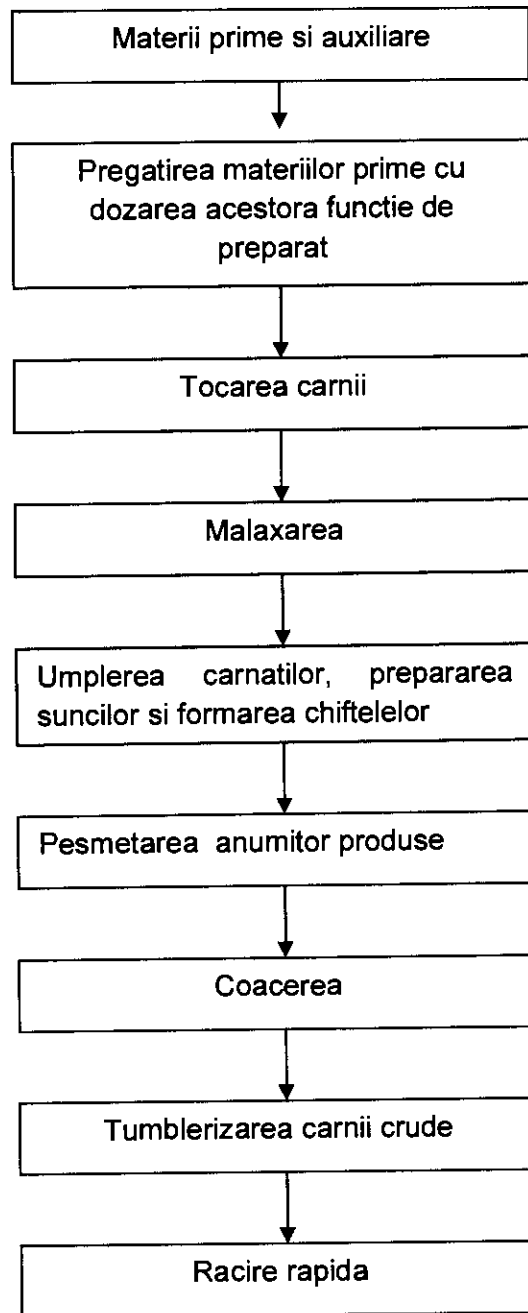 Materii prime si auxiliare
Pregatirea materiilor prime cu
dozarea acestora functie de
preparat
Tocarea carnii
Malaxarea
Umplerea carnatilor, prepararea
suncilor si formarea chiftelelor
Pesmetarea anumitor produse
Coacerea
Tumblerizarea carnii crude
Racire rapida